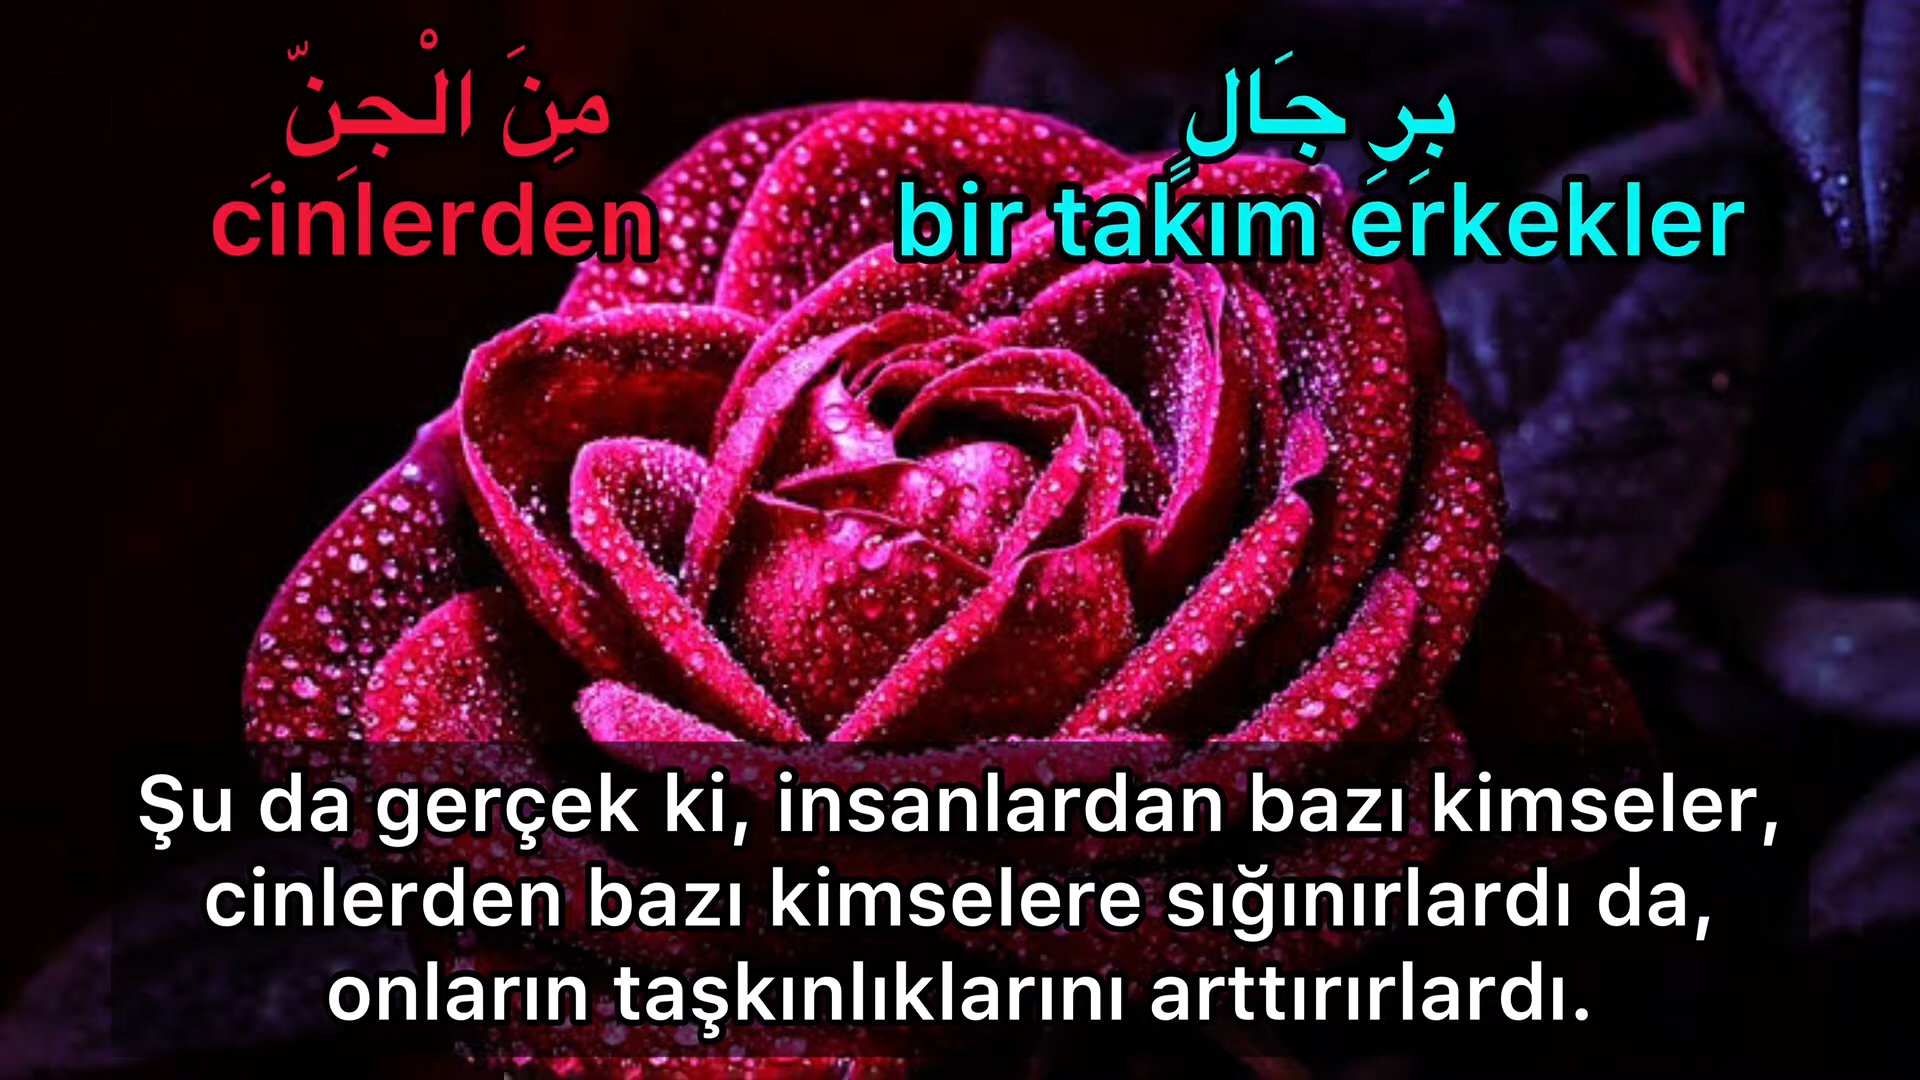 بِرِجَالٍ مِنَ الْجِنِّ
bir takım erkekler cinlerden
Şu da gerçek ki, insanlardan bazı kimseler,
cinlerden bazı kimselere sığınırlardı da,
onların taşkınlıklarını arttırırlardı.